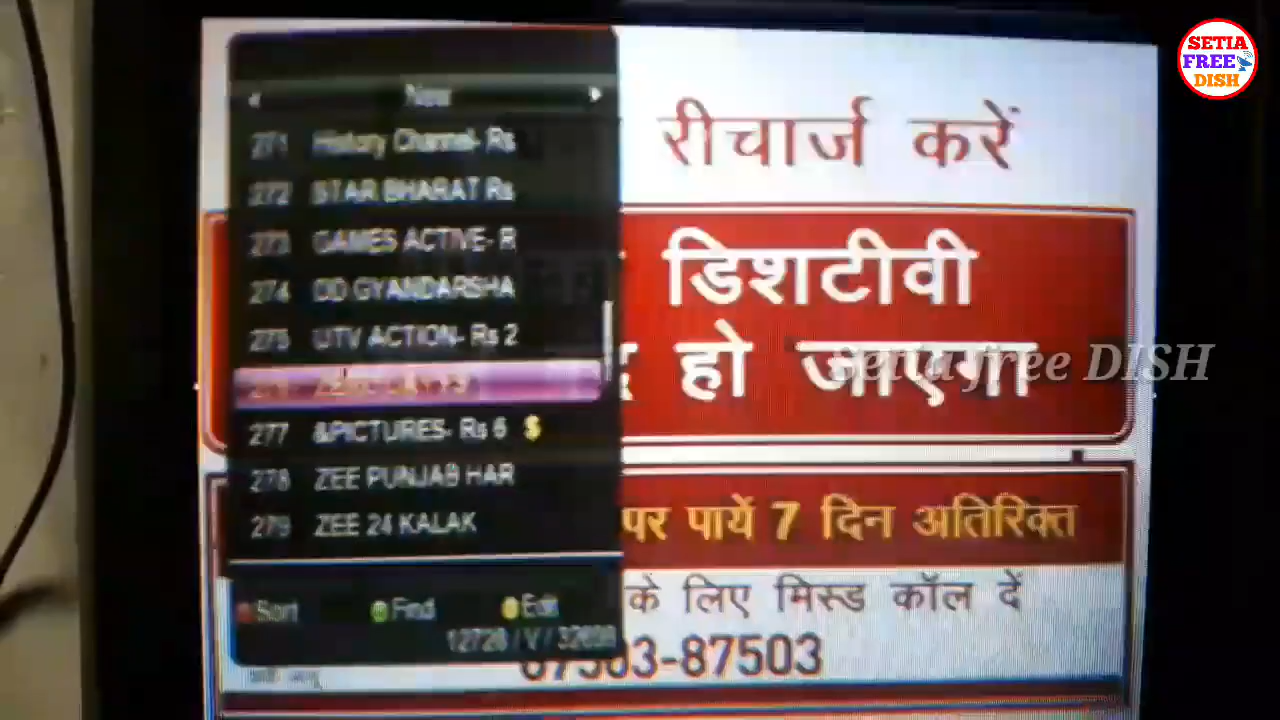 SETIA
FREE
DISH
New
271 History Channel- Rs
272 STAR BHARAT Rs
273 GAMES ACTIVE- R
274 DD GYANDARSHA
275 UTV ACTION- Rs 2
277 &PICTURES- Rs 6 $
278 ZEE PUNJAB HAR
279 ZEE 24 KALAK
Sort Find Edit
12728 / V /
रीचार्ज करें
डिशटीवी
हो जाएगा
Setia free DISH
पर पायें 7 दिन अतिरिक्त
के लिए मिस्ड कॉल दें
-87503